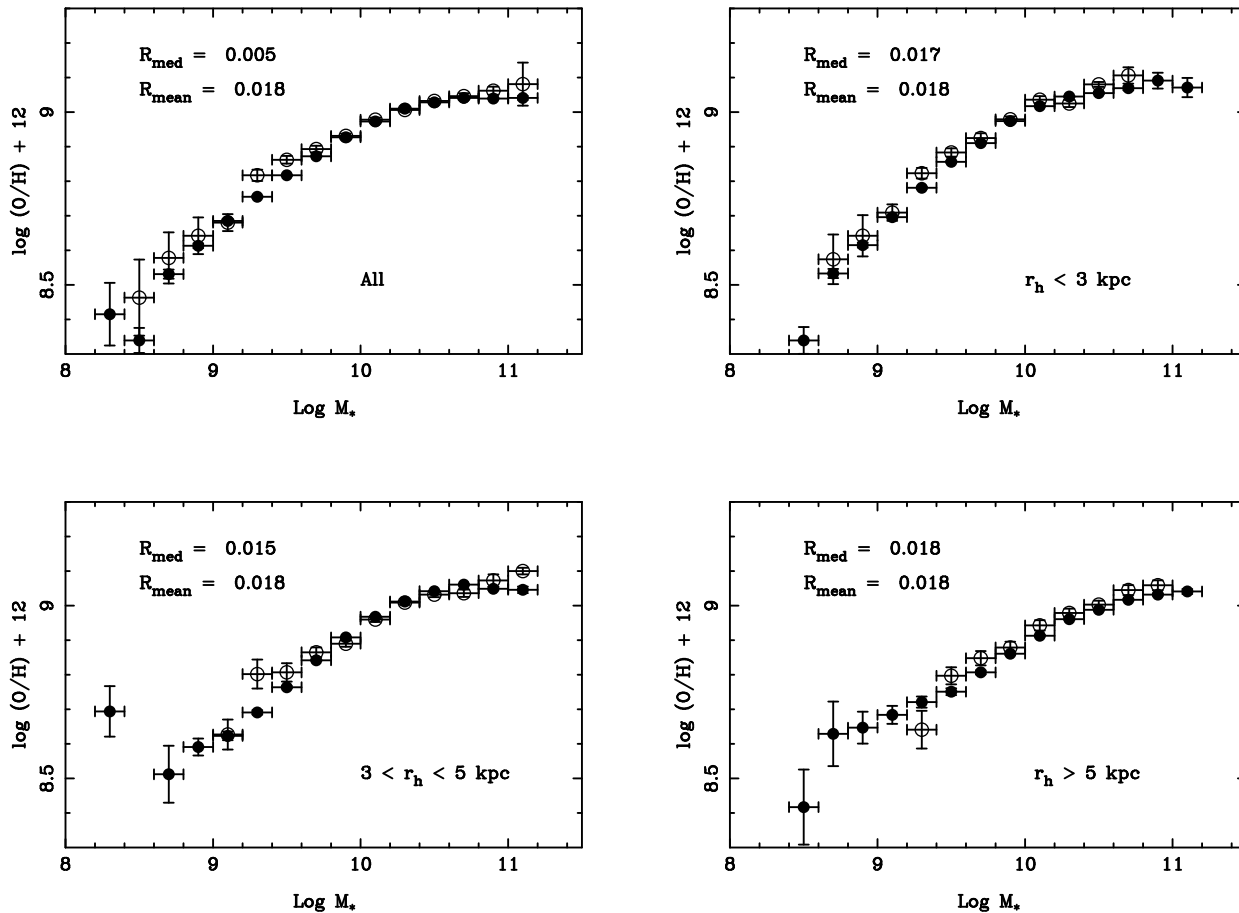 R_med = 0.005
R_mean = 0.018
log (O/H) + 12
9
8.5
All
8 9 10 11
Log M_*
R_med = 0.017
R_mean = 0.018
log (O/H) + 12
9
8.5
r_h < 3 kpc
8 9 10 11
Log M_*
R_med = 0.015
R_mean = 0.018
log (O/H) + 12
9
8.5
3 < r_h < 5 kpc
8 9 10 11
Log M_*
R_med = 0.018
R_mean = 0.018
log (O/H) + 12
9
8.5
r_h > 5 kpc
8 9 10 11
Log M_*